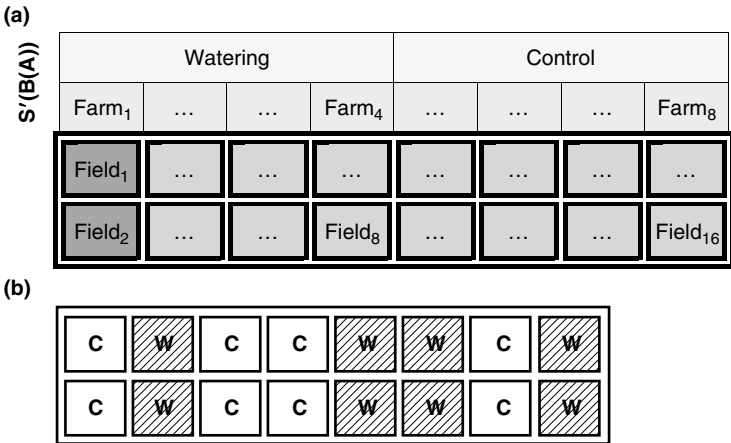 (a)
S′(B(A))
Watering Control
Farm₁ … … Farm₄ … … … Farm₈
Field₁ … … … … … … …
Field₂ … … Field₈ … … … Field₁₆
(b)
C W C C W W C W
C W C C W W C W